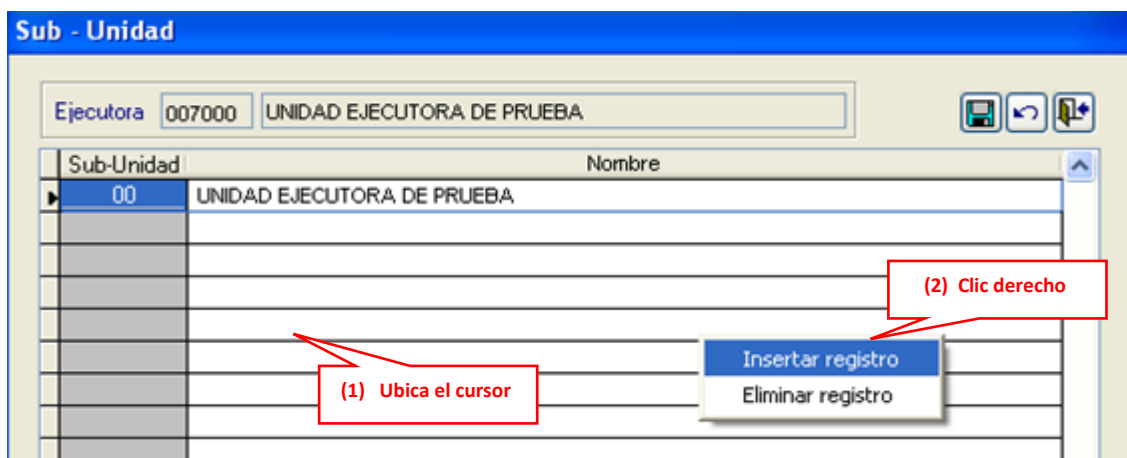 Sub - Unidad
Ejecutora 007000 UNIDAD EJECUTORA DE PRUEBA
Sub-Unidad Nombre
00 UNIDAD EJECUTORA DE PRUEBA
(2) Clic derecho
Insertar registro
(1) Ubica el cursor
Eliminar registro